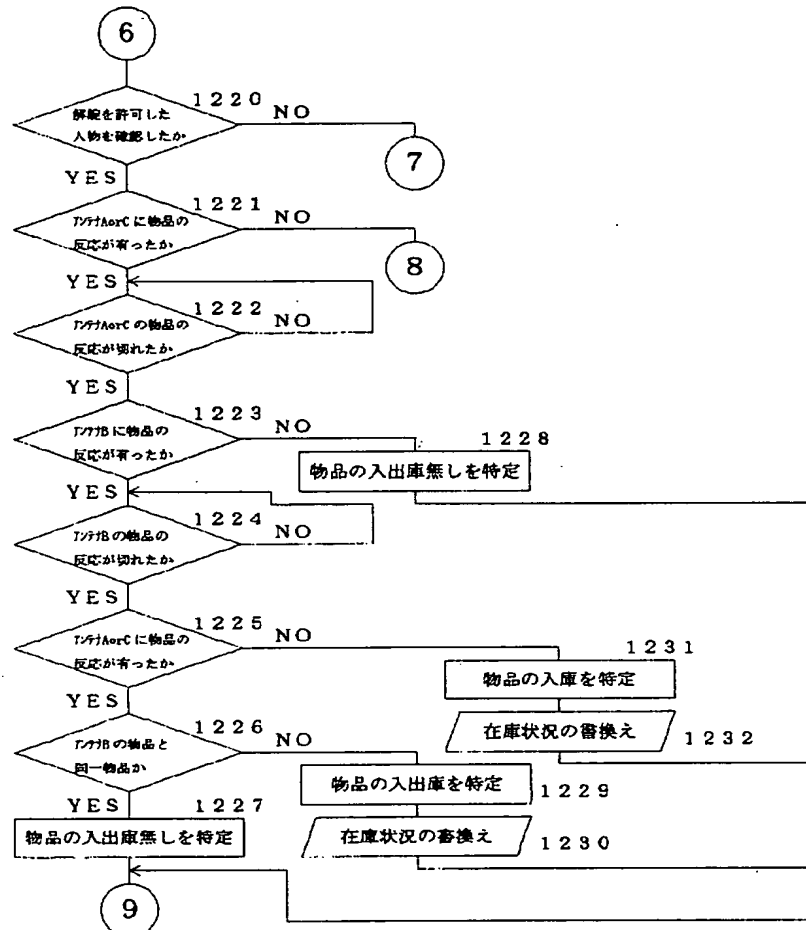 6
1220
解錠を許可した
人物を確認したか
NO
7
YES
1221
アンテナAorCに物品の
反応が有ったか
NO
8
YES
1222
アンテナAorCの物品の
反応が切れたか
NO
YES
1223
アンテナBに物品の
反応が有ったか
NO
1228
物品の入出庫無しを特定
YES
1224
アンテナBの物品の
反応が切れたか
NO
YES
1225
アンテナAorCに物品の
反応が有ったか
NO
1231
物品の入庫を特定
在庫状況の書換え
1232
YES
1226
アンテナBの物品と
同一物品か
NO
物品の入出庫を特定
1229
在庫状況の書換え
1230
YES
1227
物品の入出庫無しを特定
9